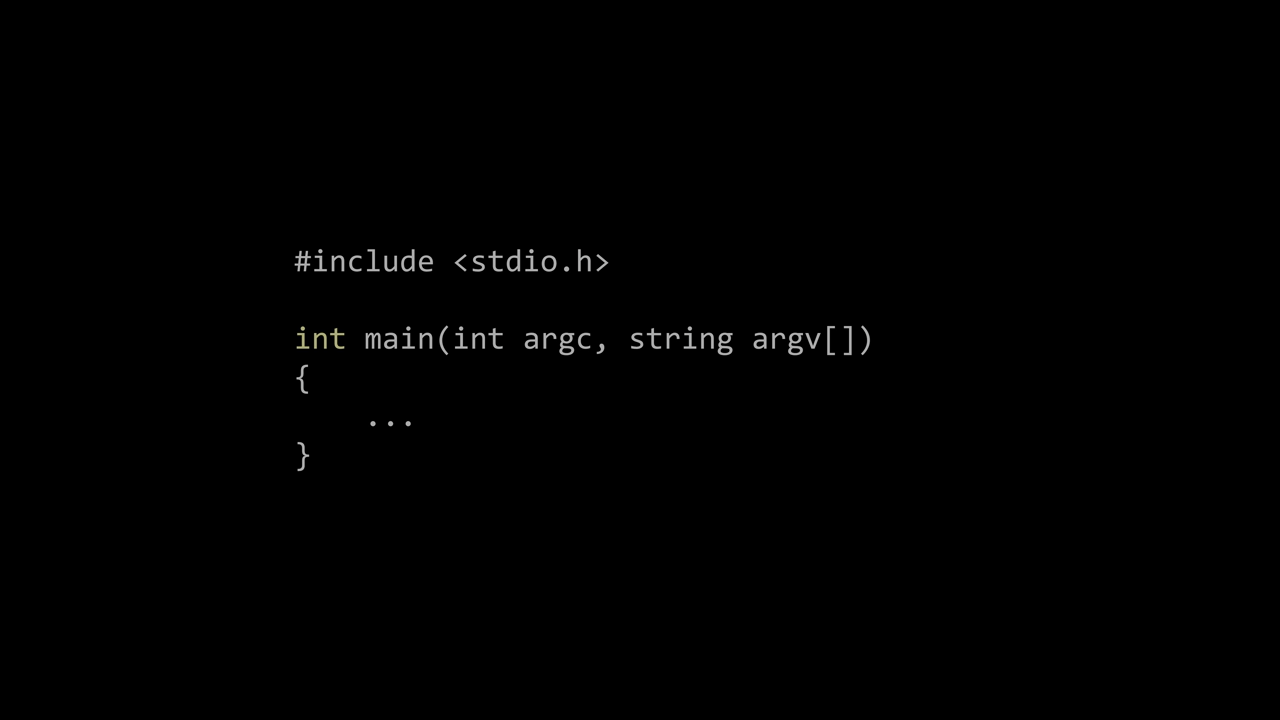 #include <stdio.h>
int main(int argc, string argv[])
{
...
}